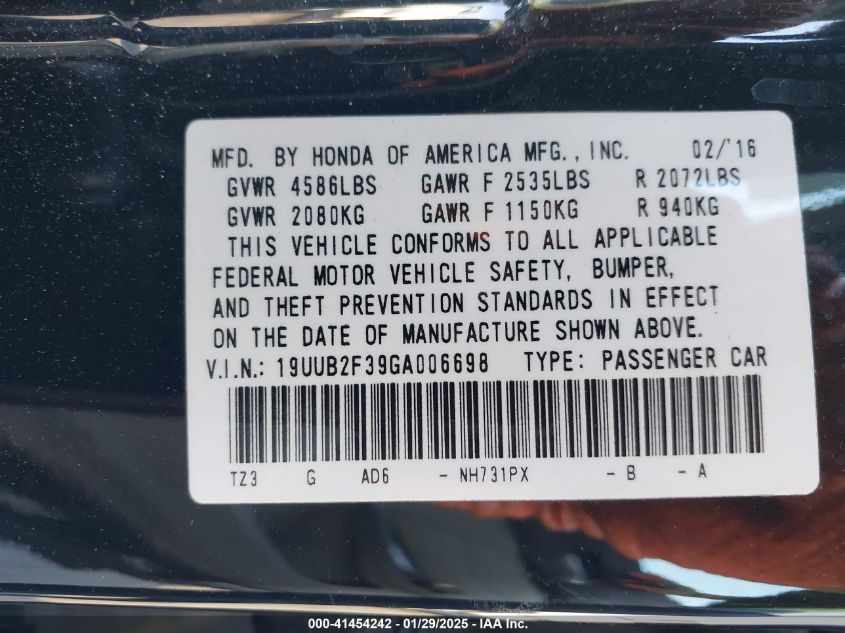 MFD. BY HONDA OF AMERICA MFG., INC. 02/'16
GVWR 4586LBS GAWR F 2535LBS R 2072LBS
GVWR 2080KG GAWR F 1150KG R 940KG
THIS VEHICLE CONFORMS TO ALL APPLICABLE
FEDERAL MOTOR VEHICLE SAFETY, BUMPER,
AND THEFT PREVENTION STANDARDS IN EFFECT
ON THE DATE OF MANUFACTURE SHOWN ABOVE.
V.I.N.: 19UUB2F39GA006698 TYPE: PASSENGER CAR
TZ3 G AD6 - NH731PX - B - A
000-41454242 - 01/29/2025 - IAA Inc.